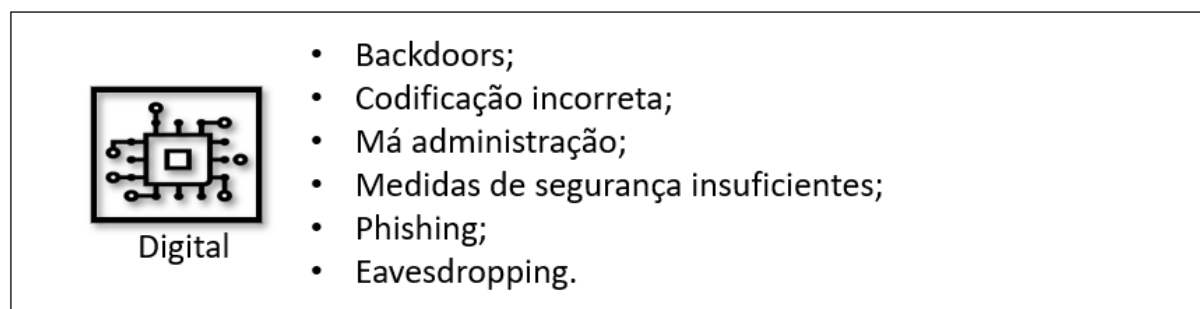 Digital
• Backdoors;
• Codificação incorreta;
• Má administração;
• Medidas de segurança insuficientes;
• Phishing;
• Eavesdropping.